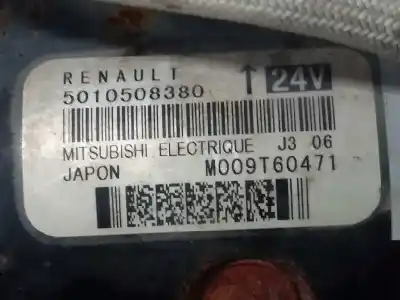 RENAULT ↑ 24V
5010508380
MITSUBISHI ELECTRIQUE J3 06
JAPON M009T60471